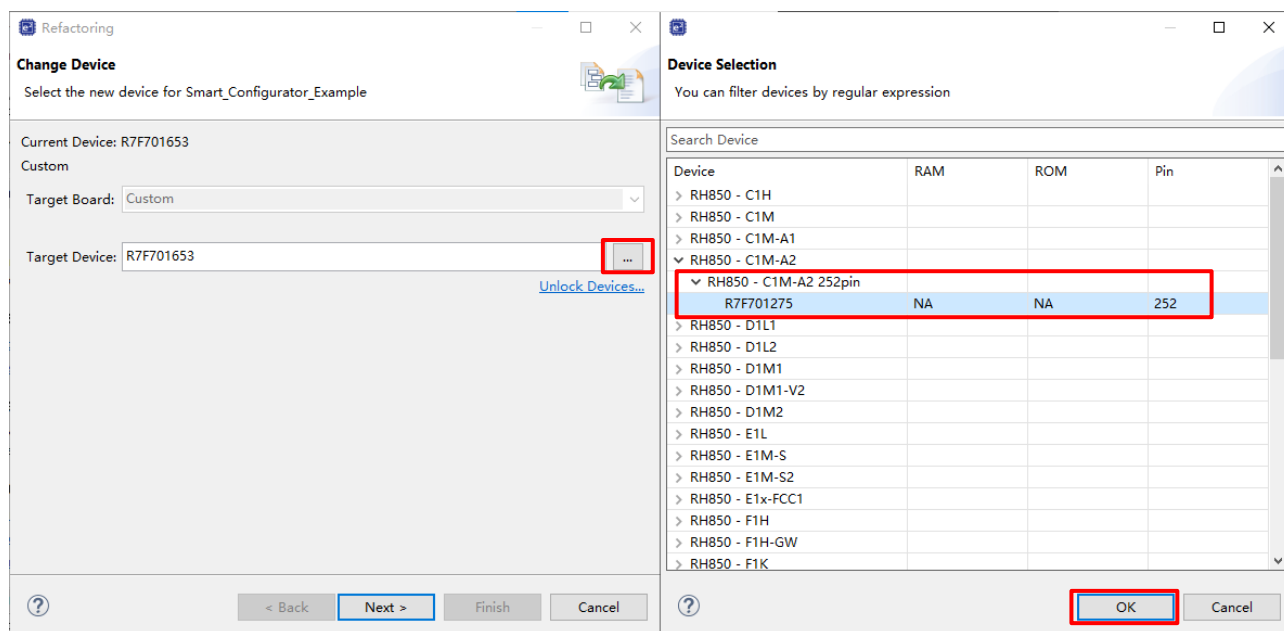 Refactoring
Change Device
Select the new device for Smart_Configurator_Example
Current Device: R7F701653
Custom
Target Board: Custom
Target Device: R7F701653 ...
Unlock Devices...
< Back Next > Finish Cancel
Device Selection
You can filter devices by regular expression
Search Device
Device RAM ROM Pin
RH850 - C1H
RH850 - C1M
RH850 - C1M-A1
RH850 - C1M-A2
RH850 - C1M-A2 252pin
R7F701275 NA NA 252
RH850 - D1L1
RH850 - D1L2
RH850 - D1M1
RH850 - D1M1-V2
RH850 - D1M2
RH850 - E1L
RH850 - E1M-S
RH850 - E1M-S2
RH850 - E1x-FCC1
RH850 - F1H
RH850 - F1H-GW
RH850 - F1K
OK Cancel